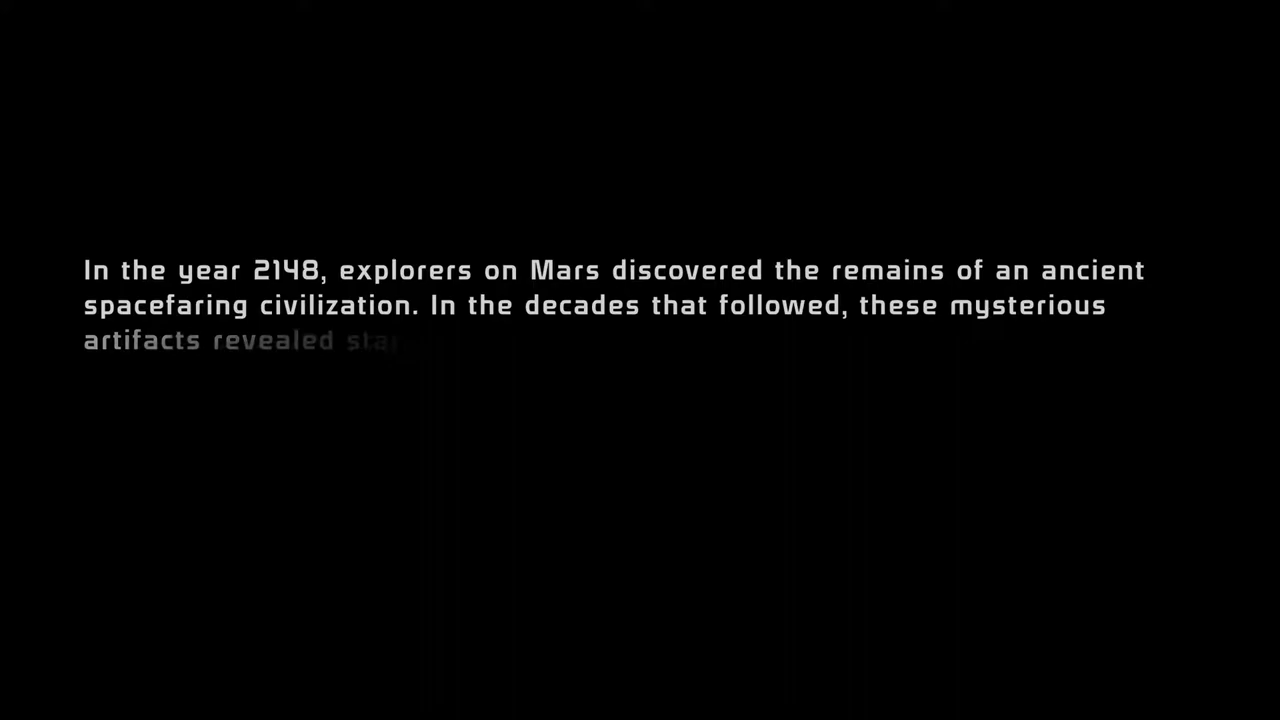 In the year 2148, explorers on Mars discovered the remains of an ancient
spacefaring civilization. In the decades that followed, these mysterious
artifacts revealed